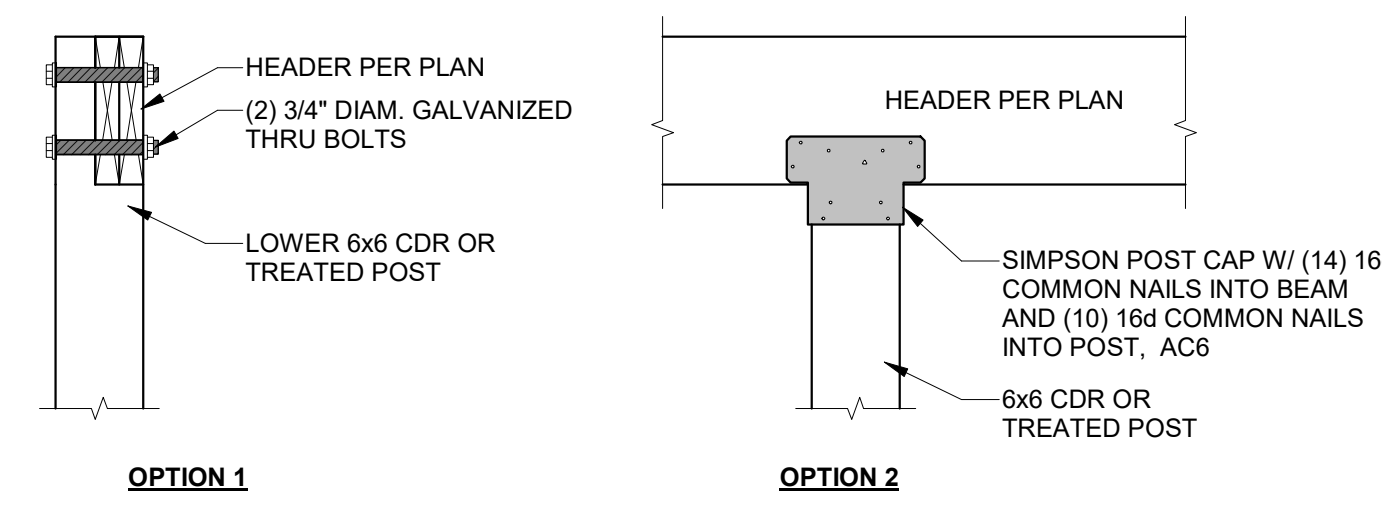 HEADER PER PLAN
(2) 3/4" DIAM. GALVANIZED
THRU BOLTS
LOWER 6x6 CDR OR
TREATED POST
OPTION 1
HEADER PER PLAN
SIMPSON POST CAP W/ (14) 16
COMMON NAILS INTO BEAM
AND (10) 16d COMMON NAILS
INTO POST, AC6
6x6 CDR OR
TREATED POST
OPTION 2